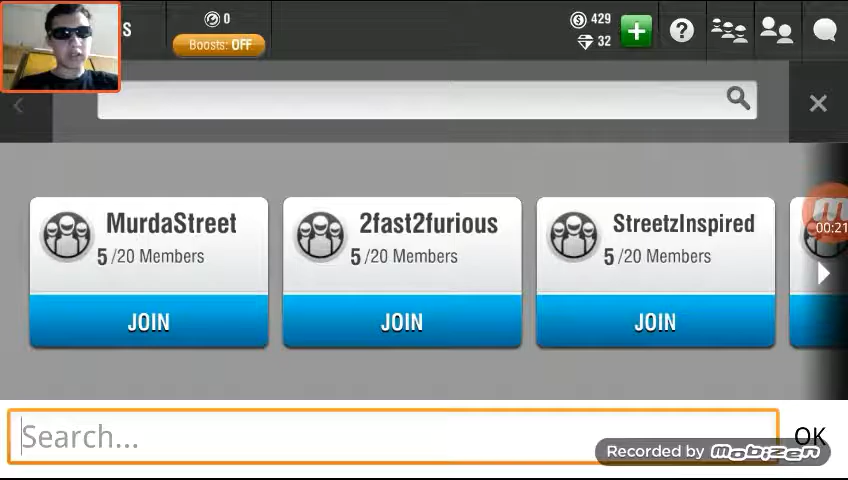 S
0
Boosts: OFF
429
32
MurdaStreet
5/20 Members
JOIN
2fast2furious
5/20 Members
JOIN
StreetzInspired
5/20 Members
JOIN
00:21
Search...
OK
Recorded by Mobizen